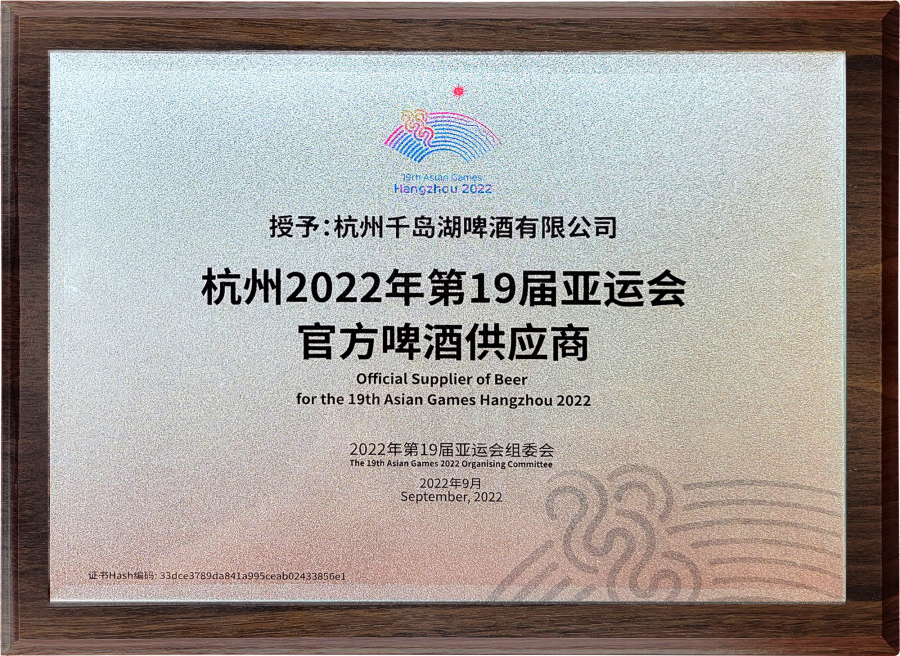 19th Asian Games
Hangzhou 2022
授予:杭州千岛湖啤酒有限公司
杭州2022年第19届亚运会
官方啤酒供应商
Official Supplier of Beer
for the 19th Asian Games Hangzhou 2022
2022年第19届亚运会组委会
The 19th Asian Games 2022 Organising Committee
2022年9月
September, 2022
证书Hash编码: 33dce3789da841a995ceab02433856e1